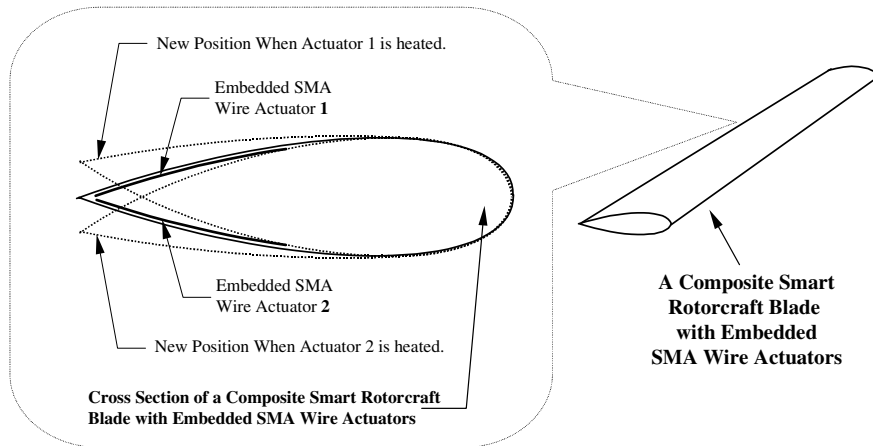 New Position When Actuator 1 is heated.
Embedded SMA
Wire Actuator 1
Embedded SMA
Wire Actuator 2
New Position When Actuator 2 is heated.
Cross Section of a Composite Smart Rotorcraft
Blade with Embedded SMA Wire Actuators
A Composite Smart
Rotorcraft Blade
with Embedded
SMA Wire Actuators